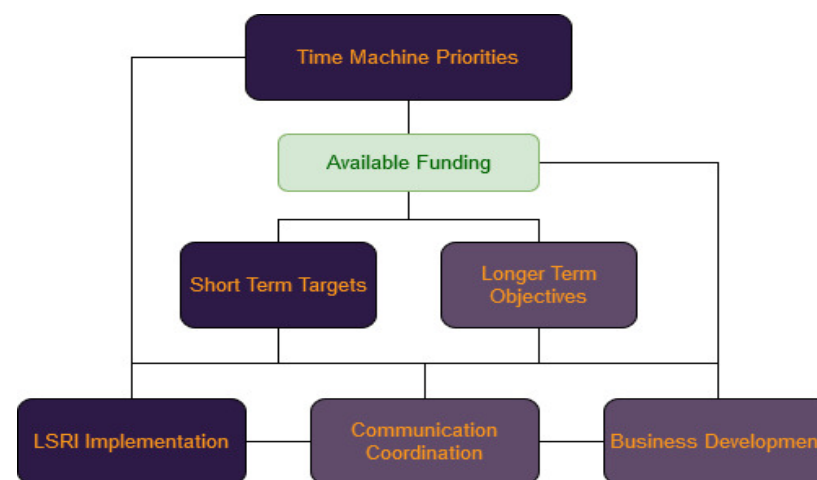 Time Machine Priorities
Available Funding
Short Term Targets
Longer Term
Objectives
LSRI Implementation
Communication
Coordination
Business Developmen